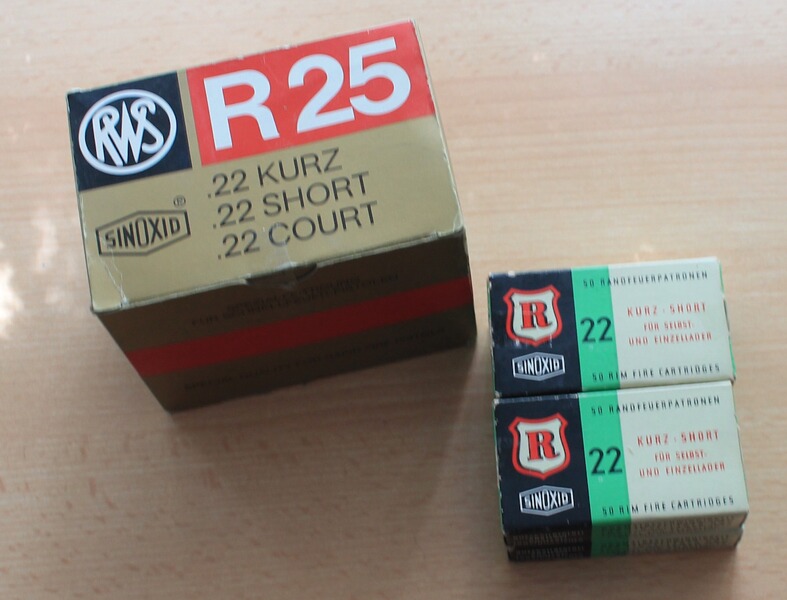 RWS
R 25
.22 KURZ
.22 SHORT
.22 COURT
SINOXID
®
R
SINOXID
50 RANDFEUERPATRONEN
22
KURZ · SHORT
FÜR SELBST-
UND EINZELLADER
50 RIM FIRE CARTRIDGES
R
SINOXID
50 RANDFEUERPATRONEN
22
KURZ · SHORT
FÜR SELBST-
UND EINZELLADER
50 RIM FIRE CARTRIDGES